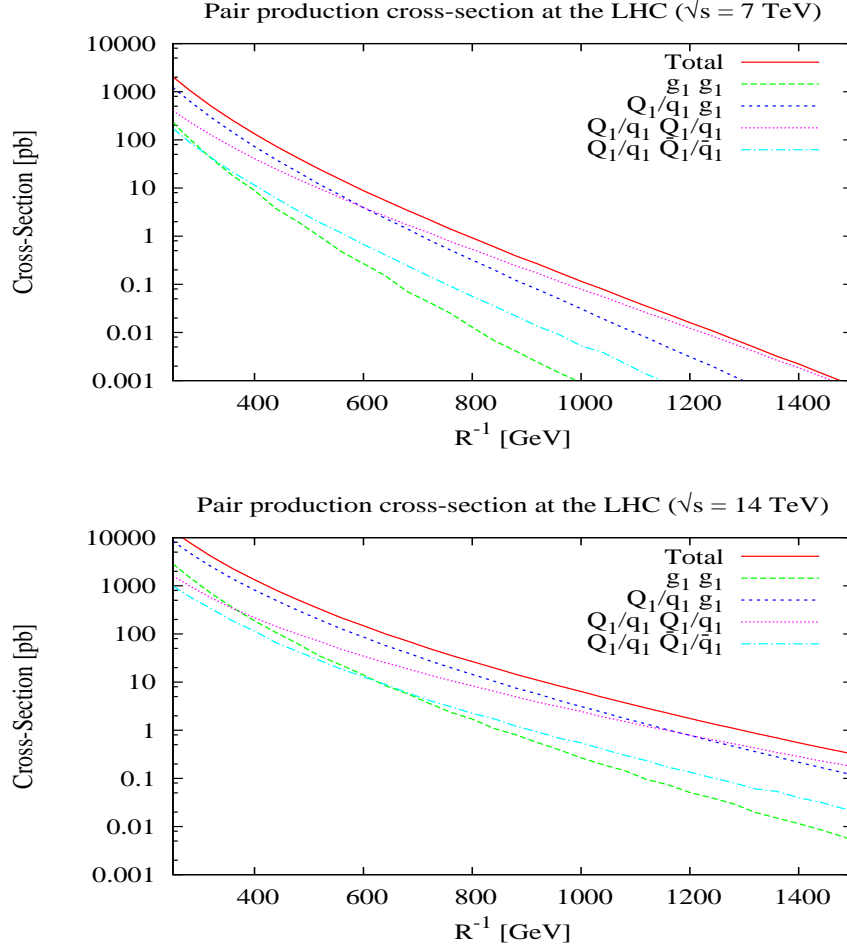 Pair production cross-section at the LHC (√s = 7 TeV)
Cross-Section [pb]
10000
1000
100
10
1
0.1
0.01
0.001
Total
g₁ g₁
Q₁/q₁ g₁
Q₁/q₁ Q₁/q₁
Q₁/q₁ Q̄₁/q̄₁
400 600 800 1000 1200 1400
R⁻¹ [GeV]
Pair production cross-section at the LHC (√s = 14 TeV)
Cross-Section [pb]
10000
1000
100
10
1
0.1
0.01
0.001
Total
g₁ g₁
Q₁/q₁ g₁
Q₁/q₁ Q₁/q₁
Q₁/q₁ Q̄₁/q̄₁
400 600 800 1000 1200 1400
R⁻¹ [GeV]